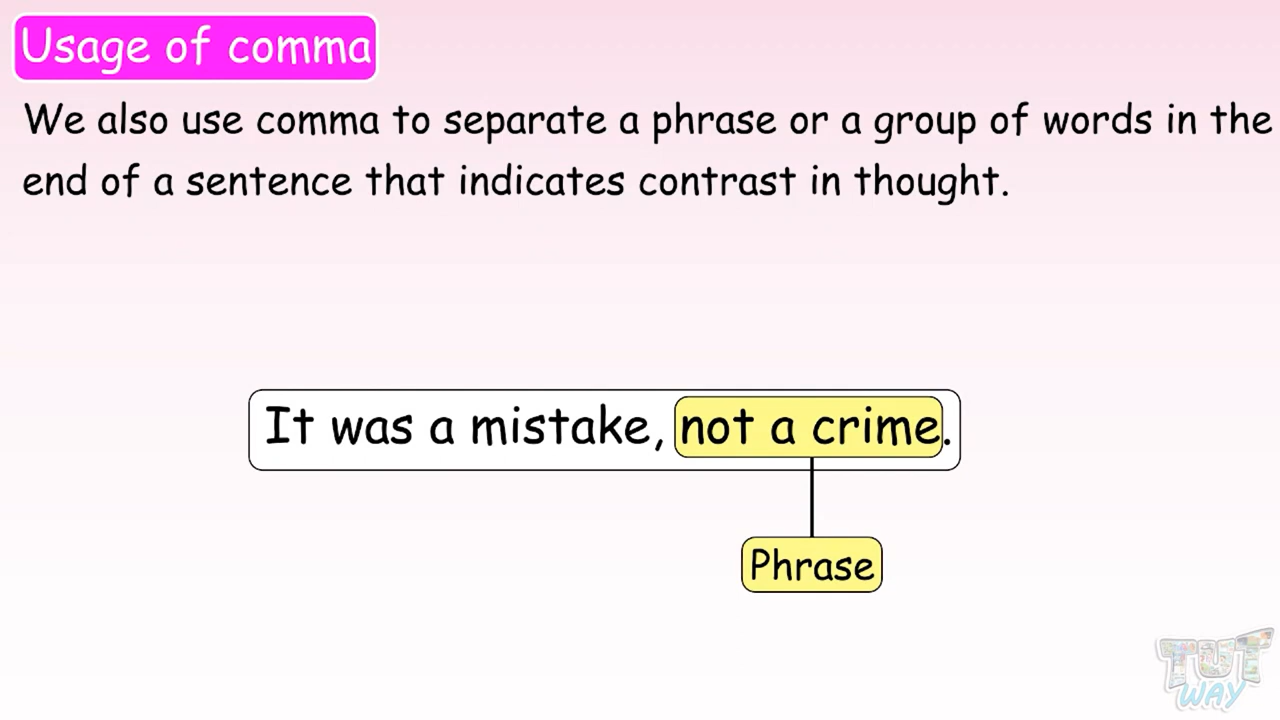 Usage of comma
We also use comma to separate a phrase or a group of words in the
end of a sentence that indicates contrast in thought.
It was a mistake, not a crime.
Phrase
TUT
WAY